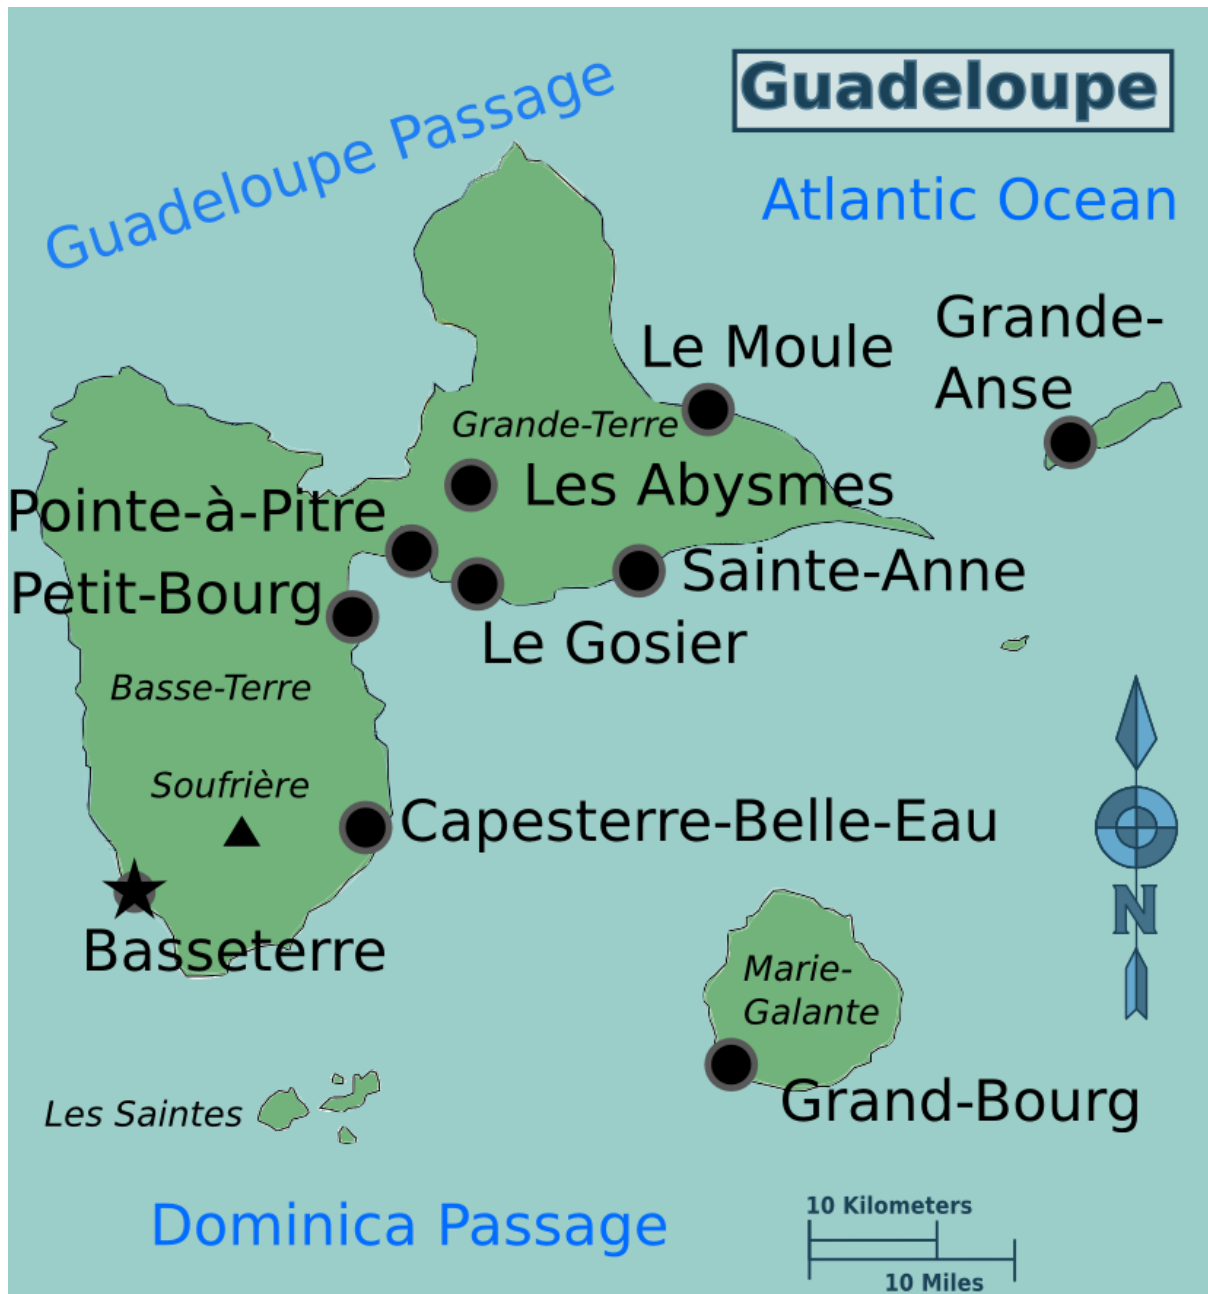 Guadeloupe
Guadeloupe Passage
Atlantic Ocean
Grande-
Anse
Le Moule
Grande-Terre
Les Abysmes
Pointe-à-Pitre
Sainte-Anne
Petit-Bourg
Le Gosier
Basse-Terre
Soufrière
Capesterre-Belle-Eau
N
Basseterre
Marie-
Galante
Grand-Bourg
Les Saintes
Dominica Passage
10 Kilometers
10 Miles